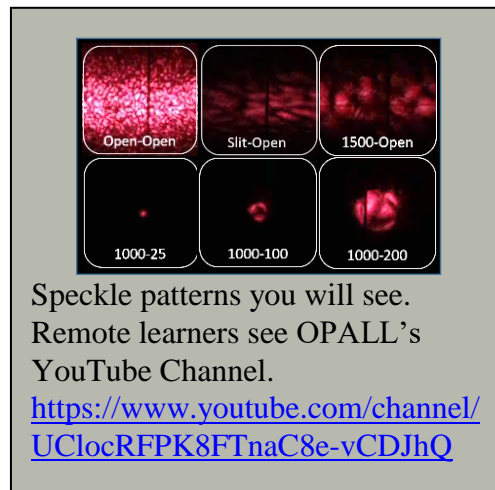 Open-Open Slit-Open 1500-Open
1000-25 1000-100 1000-200
Speckle patterns you will see.
Remote learners see OPALL's
YouTube Channel.
https://www.youtube.com/channel/
UClocRFPK8FTnaC8e-vCDJhQ